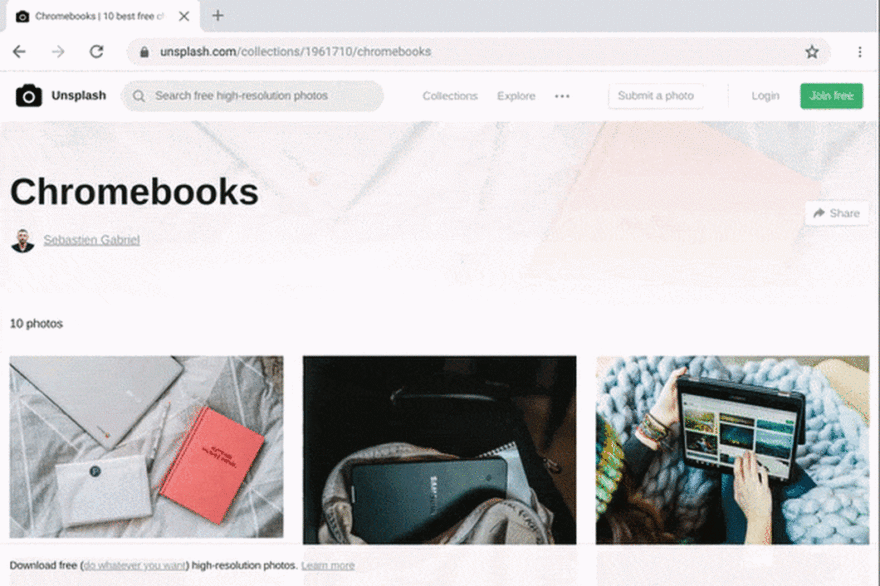 Chromebooks | 10 best free c
unsplash.com/collections/1961710/chromebooks
Unsplash
Search free high-resolution photos
Collections
Explore
Submit a photo
Login
Join free
Chromebooks
Share
Sebastien Gabriel
10 photos
SAMSUNG
Download free (do whatever you want) high-resolution photos. Learn more